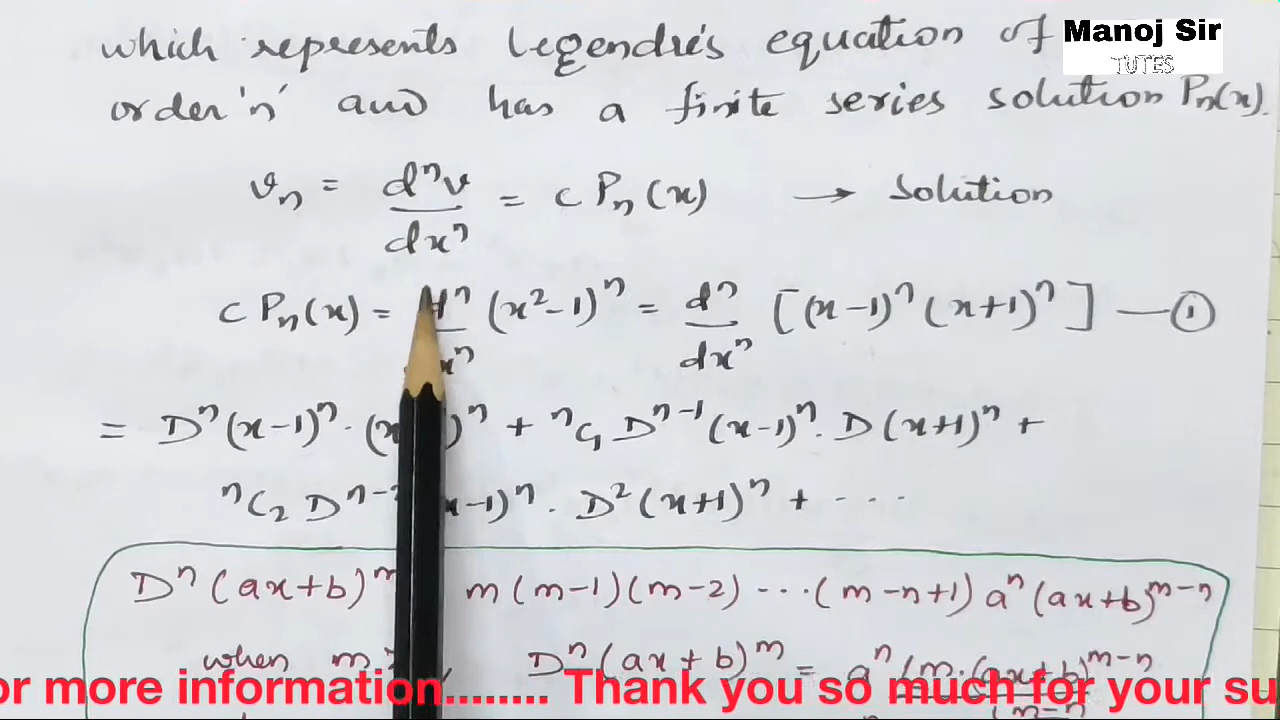 which represents Legendre's equation of
Manoj Sir
TUTES
order 'n' and has a finite series solution Pₙ(x).
vₙ = dⁿv/dxⁿ = c Pₙ(x) → Solution
c Pₙ(x) = dⁿ/dxⁿ (x²-1)ⁿ = dⁿ/dxⁿ [(x-1)ⁿ (x+1)ⁿ] — ①
= Dⁿ(x-1)ⁿ · (x )ⁿ + ⁿC₁ Dⁿ⁻¹(x-1)ⁿ · D(x+1)ⁿ +
ⁿC₂ Dⁿ⁻ x-1)ⁿ · D²(x+1)ⁿ + ...
Dⁿ(ax+b)ᵐ m(m-1)(m-2) ...(m-n+1) aⁿ(ax+b)ᵐ⁻ⁿ
when m Dⁿ(ax+b)ᵐ = aⁿ
or more information........ Thank you so much for your su